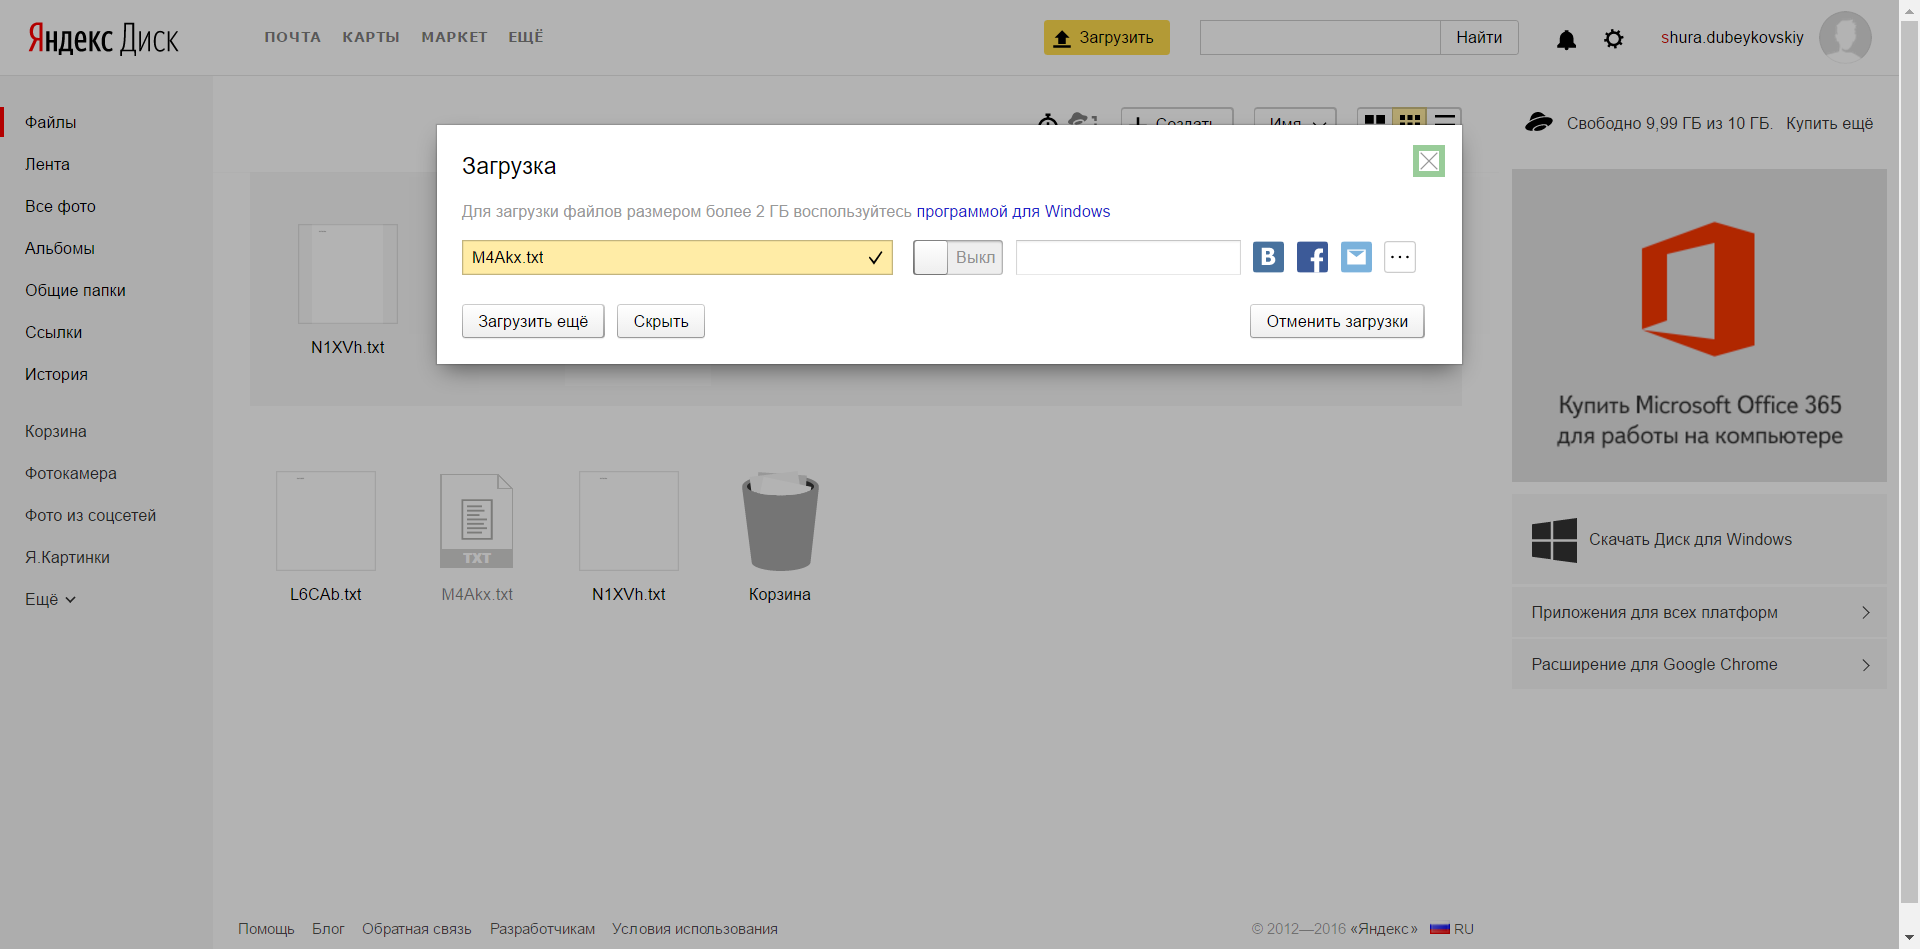 Яндекс Диск
ПОЧТА КАРТЫ МАРКЕТ ЕЩЁ
Загрузить
Найти
shura.dubeykovskiy
Файлы
Лента
Все фото
Альбомы
Общие папки
Ссылки
История
Корзина
Фотокамера
Фото из соцсетей
Я.Картинки
Ещё
Создать
Имя
Загрузка
Для загрузки файлов размером более 2 ГБ воспользуйтесь программой для Windows
M4Akx.txt
Выкл
Загрузить ещё
Скрыть
Отменить загрузки
N1XVh.txt
TXT
L6CAb.txt
M4Akx.txt
N1XVh.txt
Корзина
Свободно 9,99 ГБ из 10 ГБ. Купить ещё
Купить Microsoft Office 365
для работы на компьютере
Скачать Диск для Windows
Приложения для всех платформ
Расширение для Google Chrome
Помощь Блог Обратная связь Разработчикам Условия использования
© 2012—2016 «Яндекс» RU